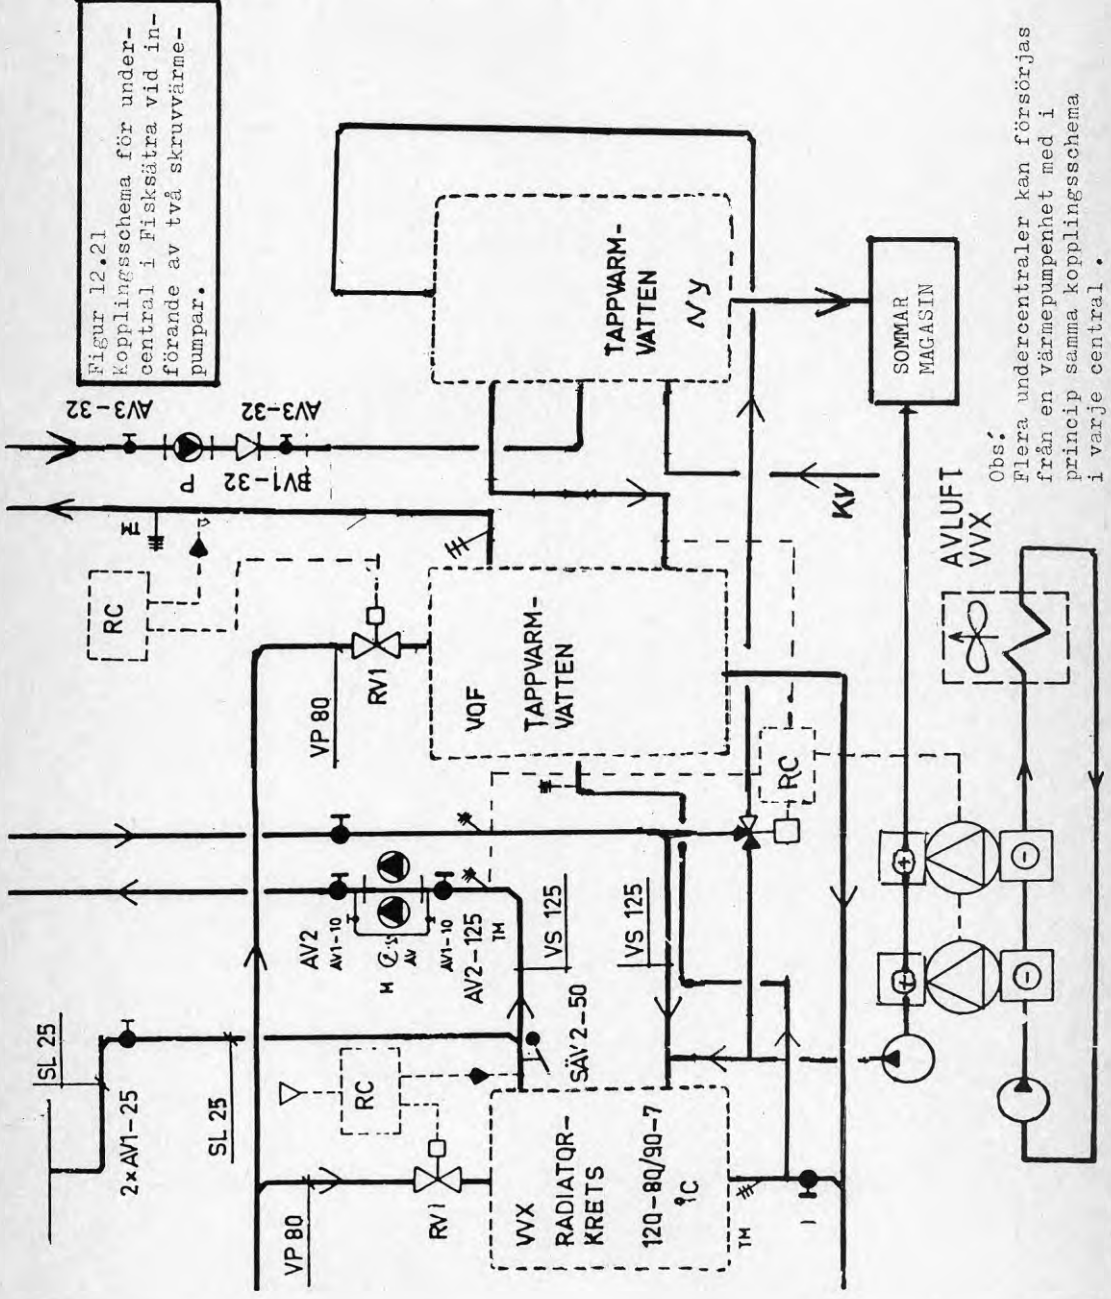 Figur 12.21
Kopplingsschema för under-
central i Fisksätra vid in-
förande av två skruvvärme-
pumpar.
AV3-32
AV3-32
P
BV1-32
RC
VP 80
RV1
VQF
TAPPVARM-
VATTEN
TAPPVARM-
VATTEN
NY
KV
SOMMAR
MAGASIN
AVLUFT
VVX
Obs.
Flera undercentraler kan försörjas
från en värmepumpenhet med i
princip samma kopplingsschema
i varje central .
RC
SL 25
2xAV1-25
SL 25
AV2
AV1-10
M
AV
AV1-10
AV2-125
TM
VS 125
VS 125
SÄV 2-50
RC
VP 80
RV1
VVX
RADIATOR-
KRETS
120-80/90-7
°C
TM
+
+
-
-